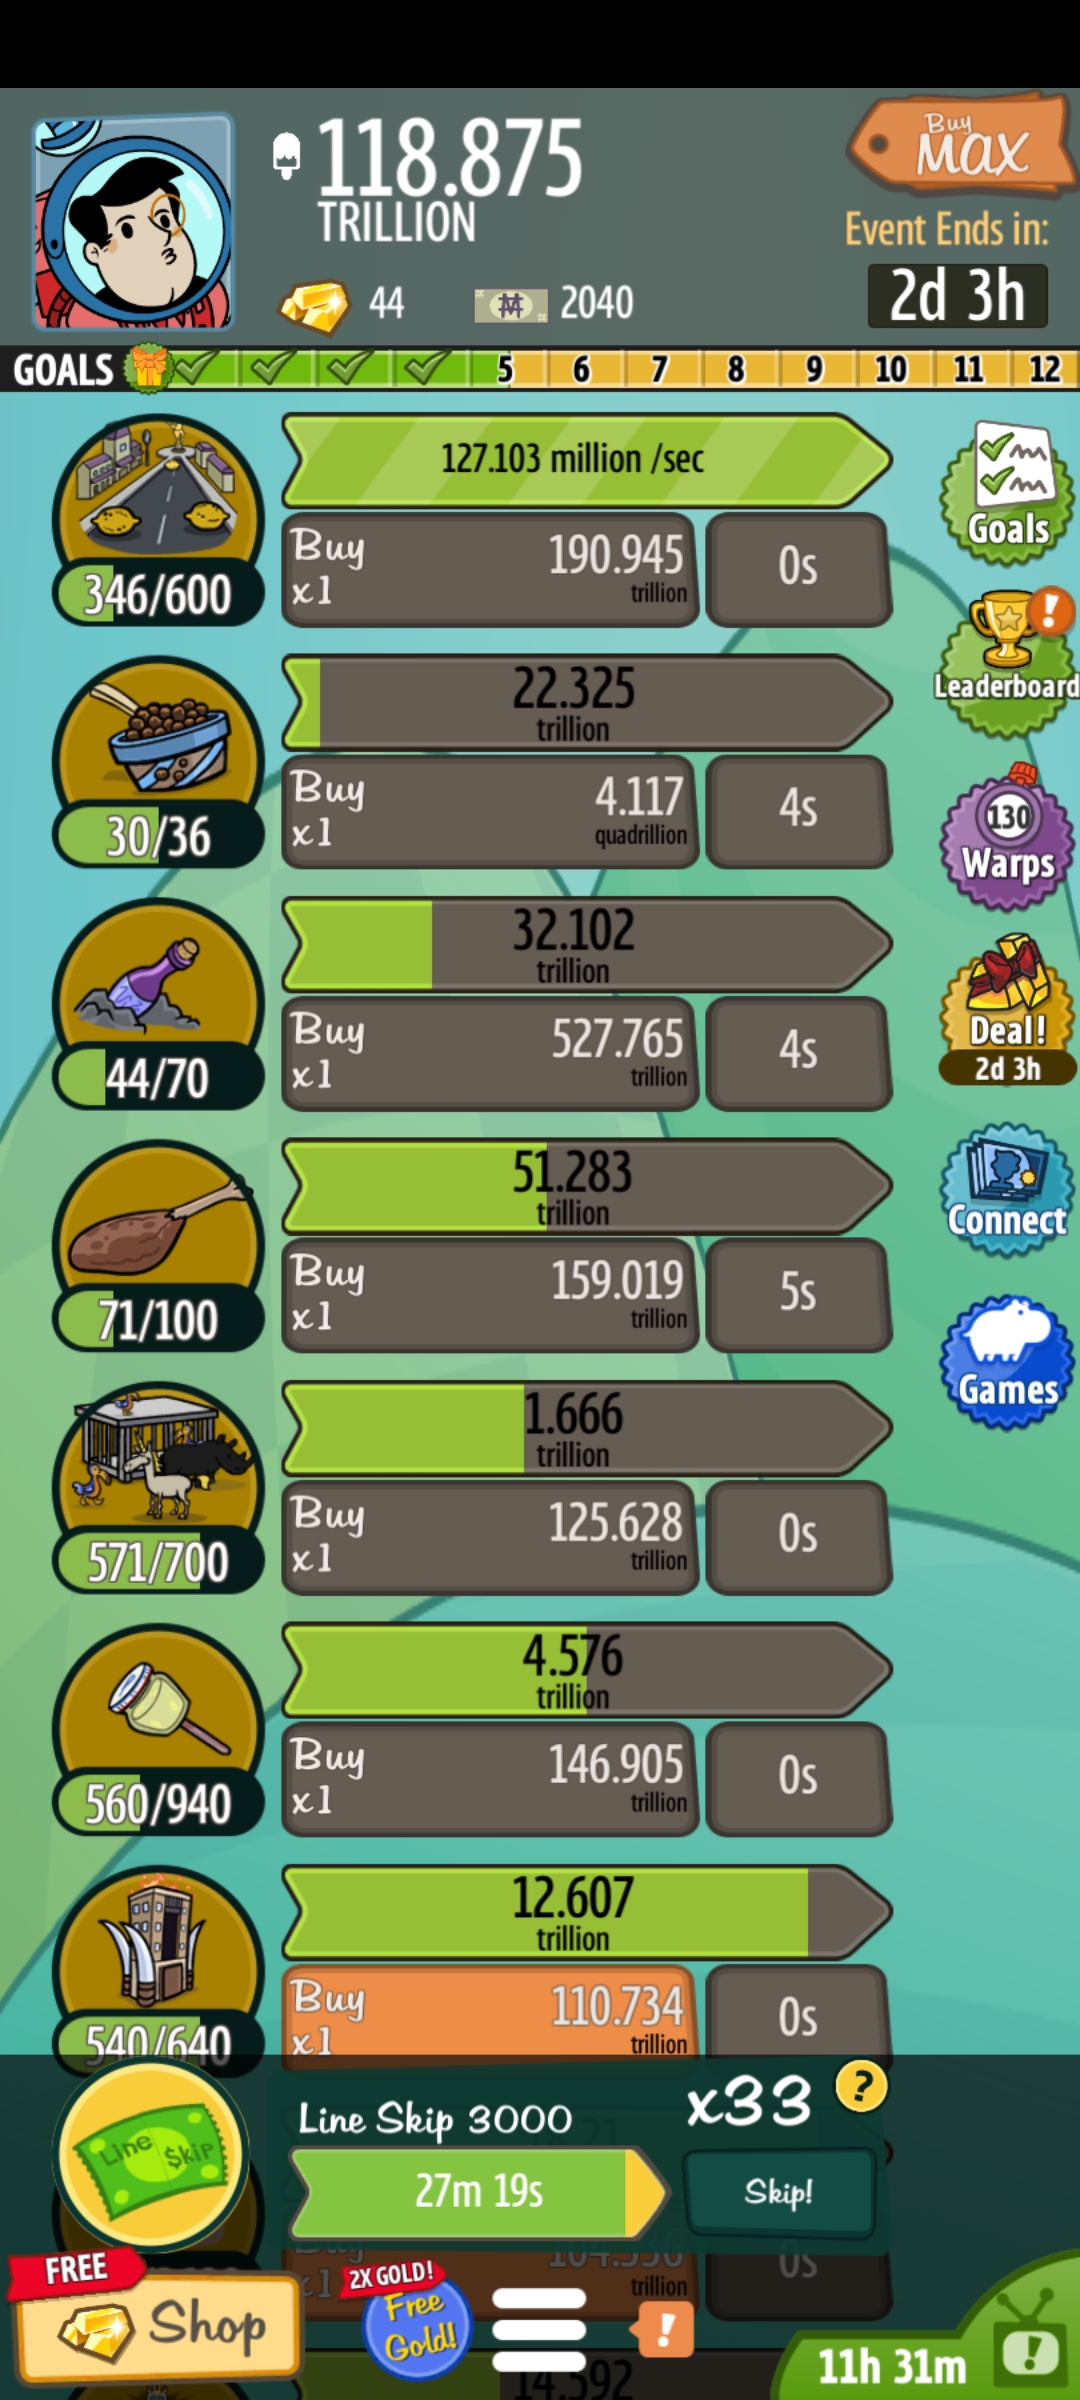 118.875
TRILLION
Buy
MAX
Event Ends in:
2d 3h
44
2040
GOALS
5 6 7 8 9 10 11 12
127.103 million /sec
Buy
x1
190.945
trillion
0s
346/600
Goals
22.325
trillion
Buy
x1
4.117
quadrillion
4s
30/36
Leaderboard
32.102
trillion
Buy
x1
527.765
trillion
4s
44/70
130
Warps
51.283
trillion
Buy
x1
159.019
trillion
5s
71/100
Deal!
2d 3h
1.666
trillion
Buy
x1
125.628
trillion
0s
571/700
Connect
4.576
trillion
Buy
x1
146.905
trillion
0s
560/940
Games
12.607
trillion
Buy
x1
110.734
trillion
0s
540/640
Line Skip
Line Skip 3000
x33
?
27m 19s
Skip!
trillion
0s
FREE
Shop
2X GOLD!
Free
Gold!
!
14.592
11h 31m